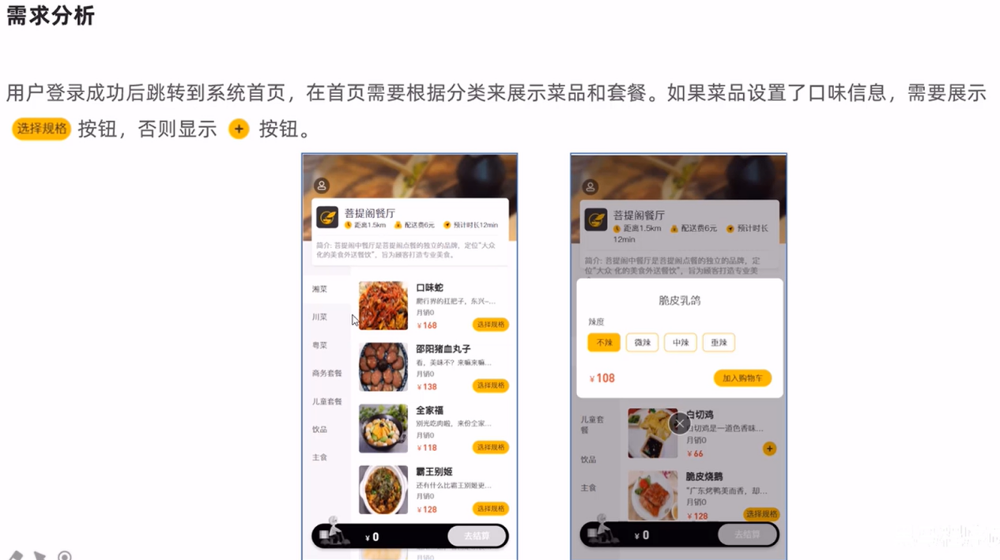 需求分析
用户登录成功后跳转到系统首页，在首页需要根据分类来展示菜品和套餐。如果菜品设置了口味信息，需要展示
选择规格 按钮，否则显示 + 按钮。
菩提阁餐厅
距离1.5km 配送费6元 预计时长12min
简介: 菩提阁中餐厅是菩提阁点餐的独立的品牌，定位“大众
化的美食外送餐饮”，旨为顾客打造专业美食。
湘菜
川菜
粤菜
商务套餐
儿童套餐
饮品
主食
口味蛇
爬行界的扛把子，东兴-...
月销0
¥168 选择规格
邵阳猪血丸子
看，美味不？来嘛来嘛...
月销0
¥138 选择规格
全家福
别光吃肉啦，来份全家...
月销0
¥118 选择规格
霸王别姬
还有什么比霸王别姬更...
月销0
¥128 选择规格
月销0
¥0 去结算
菩提阁餐厅
距离1.5km 配送费6元 预计时长
12min
简介: 菩提阁中餐厅是菩提阁点餐的独立的品牌，定
位“大众 化的美食外送餐饮”，旨为顾客打造专业美
脆皮乳鸽
辣度
不辣 微辣 中辣 重辣
¥108 加入购物车
儿童套
餐
饮品
主食
白切鸡
白切鸡是一道色香味...
月销0
¥66 +
脆皮烧鹅
“广东烤鸭美而香，却...
月销0
¥128 选择规格
¥0 去结算